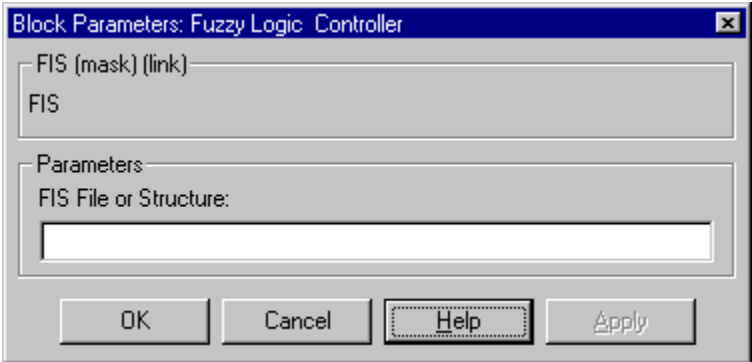 Block Parameters: Fuzzy Logic Controller
FIS (mask) (link)
FIS
Parameters
FIS File or Structure:
OK Cancel Help Apply